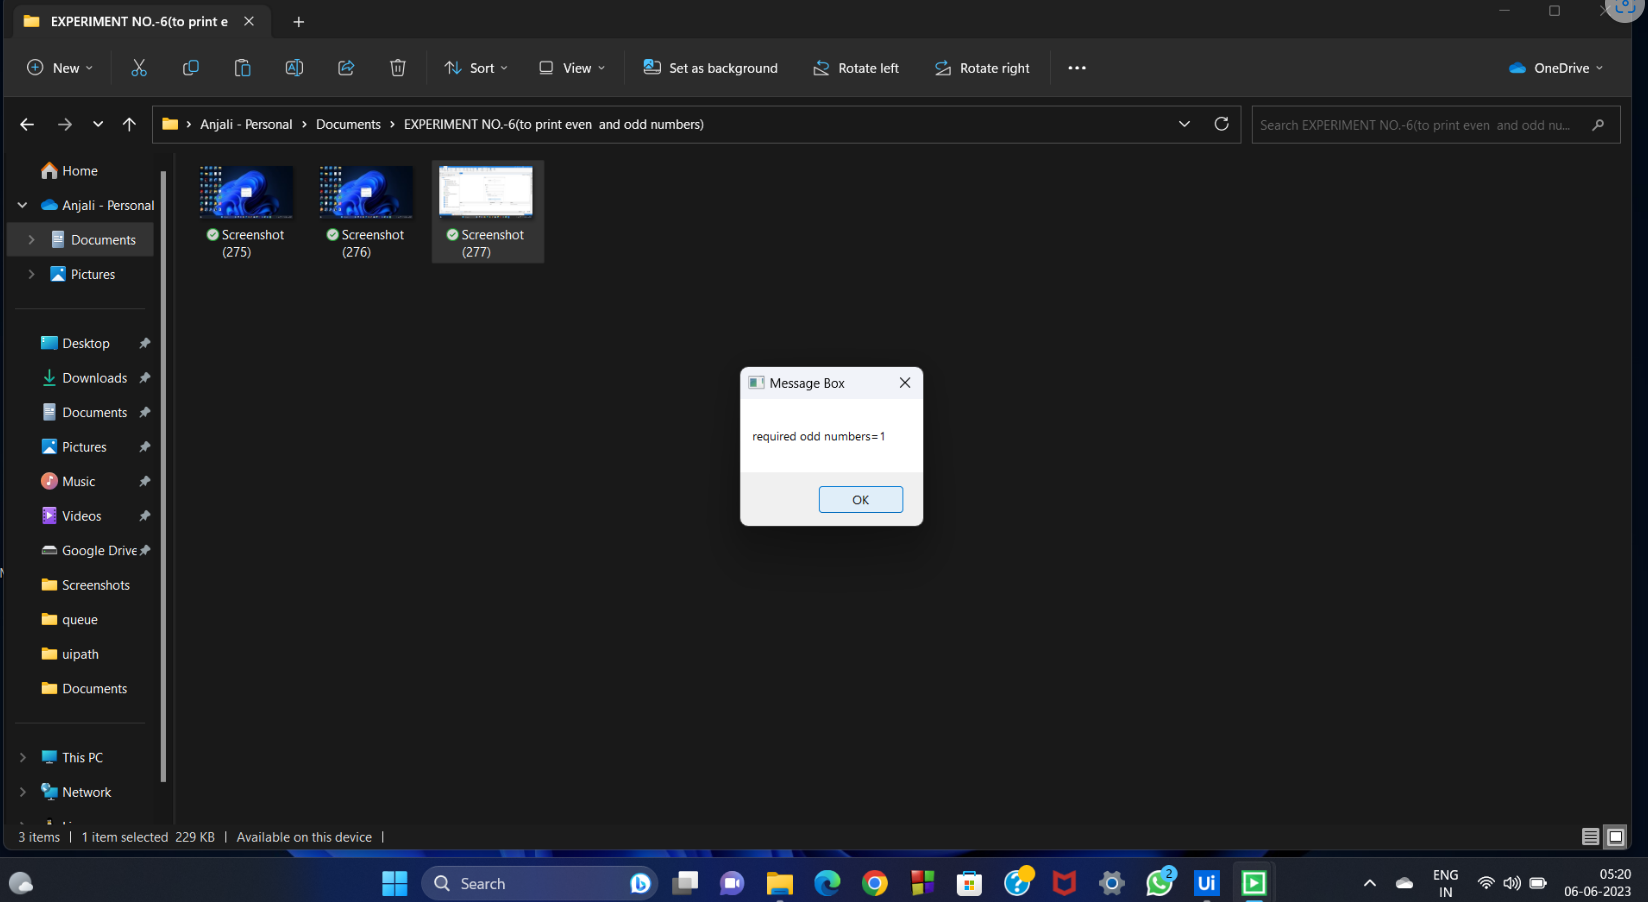 EXPERIMENT NO.-6(to print e
New
Sort
View
Set as background
Rotate left
Rotate right
OneDrive
Anjali - Personal
Documents
EXPERIMENT NO.-6(to print even and odd numbers)
Search EXPERIMENT NO.-6(to print even and odd nu...
Home
Anjali - Personal
Documents
Pictures
Desktop
Downloads
Documents
Pictures
Music
Videos
Google Drive
Screenshots
queue
uipath
Documents
This PC
Network
Screenshot
(275)
Screenshot
(276)
Screenshot
(277)
Message Box
required odd numbers=1
OK
3 items
1 item selected 229 KB
Available on this device
Search
2
Ui
ENG
IN
05:20
06-06-2023